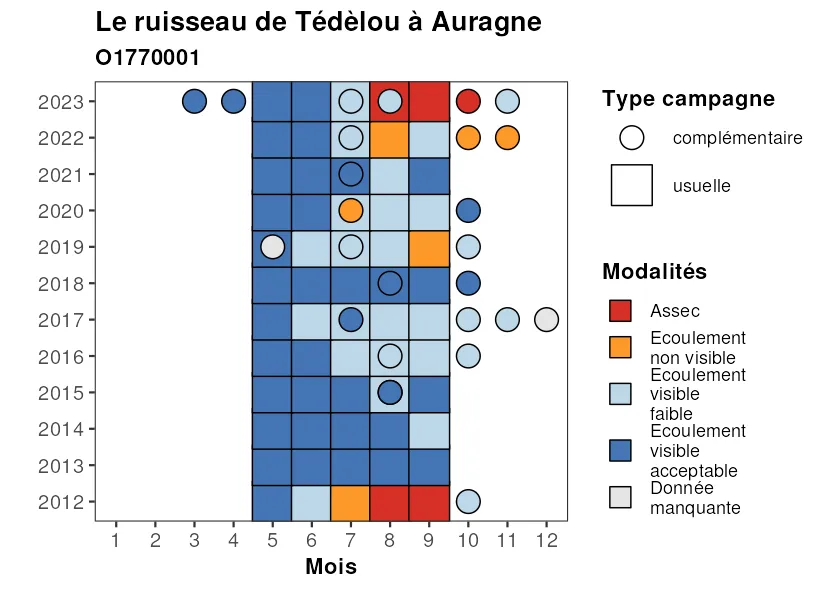 Le ruisseau de Tédèlou à Auragne
O1770001
2023
2022
2021
2020
2019
2018
2017
2016
2015
2014
2013
2012
1 2 3 4 5 6 7 8 9 10 11 12
Mois
Type campagne
complémentaire
usuelle
Modalités
Assec
Ecoulement
non visible
Ecoulement
visible
faible
Ecoulement
visible
acceptable
Donnée
manquante